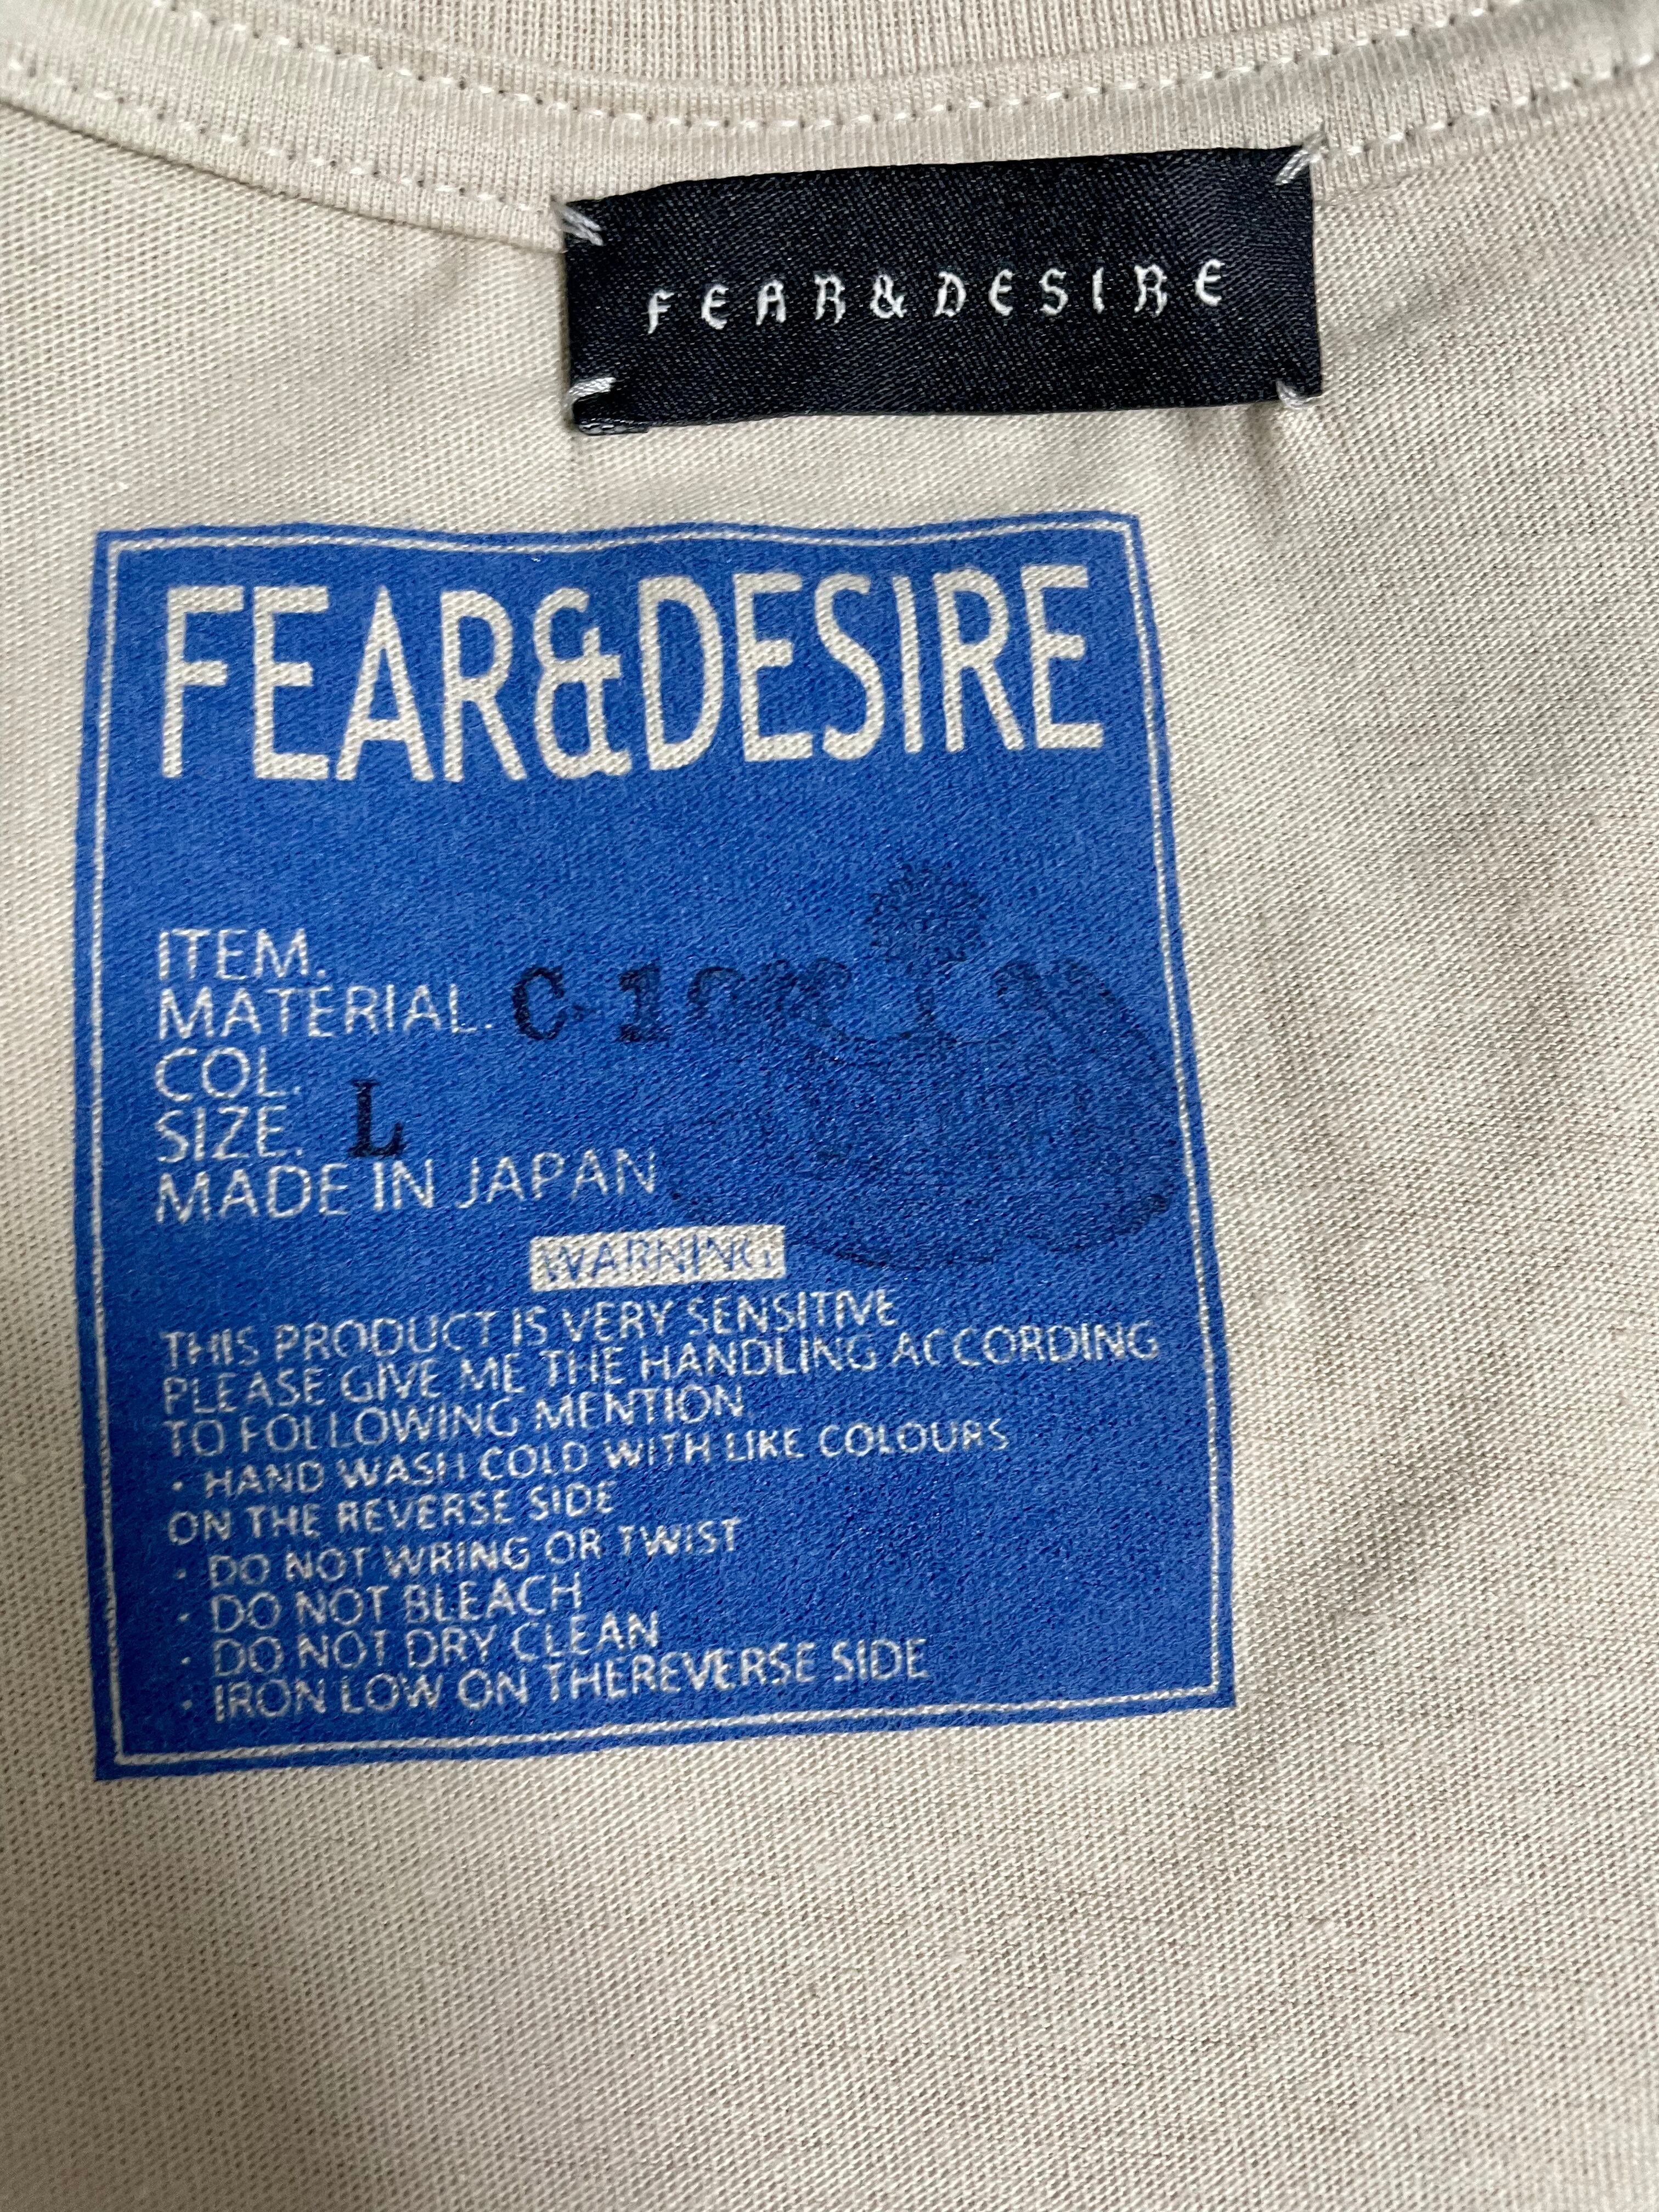 FEAR&DESIRE
FEAR&DESIRE
ITEM.
MATERIAL. C·1
COL.
SIZE. L
MADE IN JAPAN
WARNING
THIS PRODUCT IS VERY SENSITIVE
PLEASE GIVE ME THE HANDLING ACCORDING
TO FOLLOWING MENTION.
· HAND WASH COLD WITH LIKE COLOURS
ON THE REVERSE SIDE
· DO NOT WRING OR TWIST
· DO NOT BLEACH
· DO NOT DRY CLEAN
· IRON LOW ON THEREVERSE SIDE